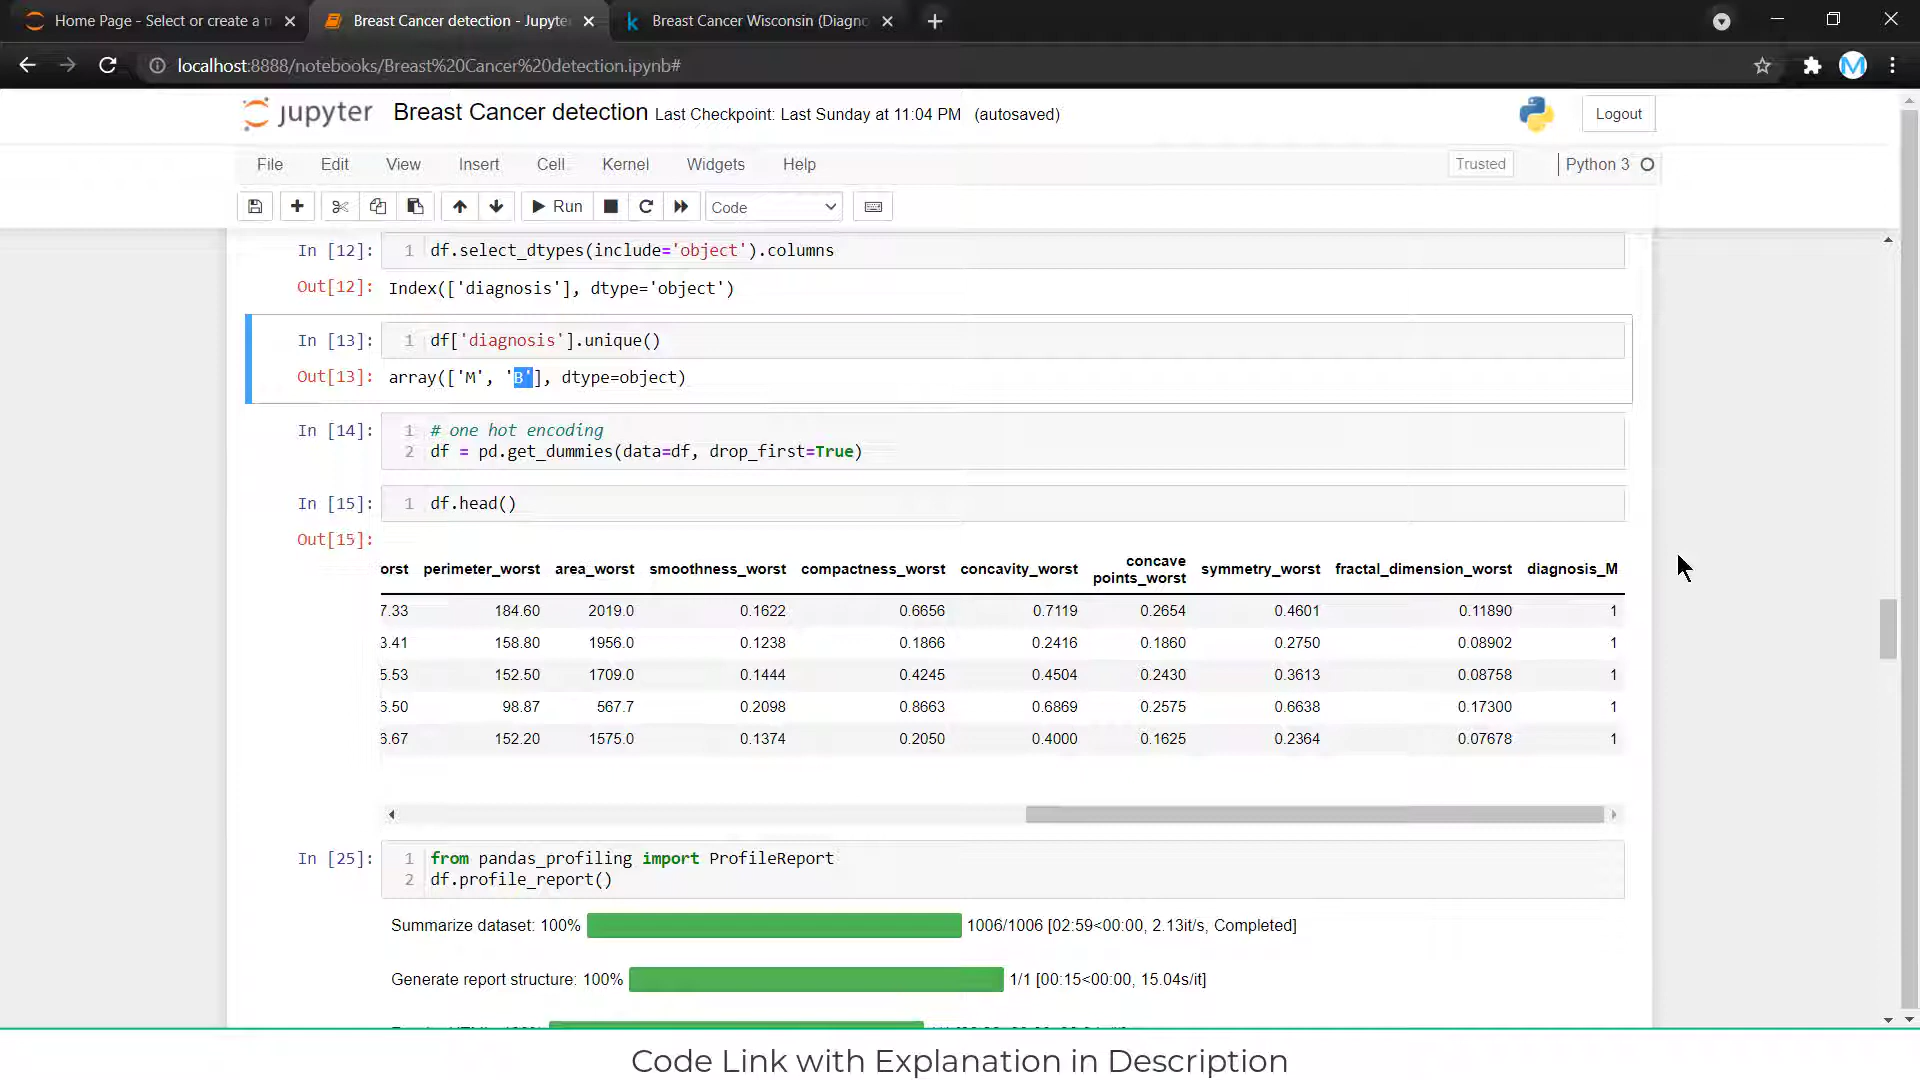 Home Page - Select or create a n
Breast Cancer detection - Jupyte
Breast Cancer Wisconsin (Diagno
localhost:8888/notebooks/Breast%20Cancer%20detection.ipynb#
jupyter Breast Cancer detection Last Checkpoint: Last Sunday at 11:04 PM (autosaved)
Logout
File Edit View Insert Cell Kernel Widgets Help
Trusted
Python 3
Run
Code
In [12]: 1 df.select_dtypes(include='object').columns
Out[12]: Index(['diagnosis'], dtype='object')
In [13]: 1 df['diagnosis'].unique()
Out[13]: array(['M', 'B'], dtype=object)
In [14]: 1 # one hot encoding
2 df = pd.get_dummies(data=df, drop_first=True)
In [15]: 1 df.head()
Out[15]:
orst perimeter_worst area_worst smoothness_worst compactness_worst concavity_worst concave points_worst symmetry_worst fractal_dimension_worst diagnosis_M
7.33 184.60 2019.0 0.1622 0.6656 0.7119 0.2654 0.4601 0.11890 1
3.41 158.80 1956.0 0.1238 0.1866 0.2416 0.1860 0.2750 0.08902 1
5.53 152.50 1709.0 0.1444 0.4245 0.4504 0.2430 0.3613 0.08758 1
6.50 98.87 567.7 0.2098 0.8663 0.6869 0.2575 0.6638 0.17300 1
6.67 152.20 1575.0 0.1374 0.2050 0.4000 0.1625 0.2364 0.07678 1
In [25]: 1 from pandas_profiling import ProfileReport
2 df.profile_report()
Summarize dataset: 100% 1006/1006 [02:59<00:00, 2.13it/s, Completed]
Generate report structure: 100% 1/1 [00:15<00:00, 15.04s/it]
Code Link with Explanation in Description